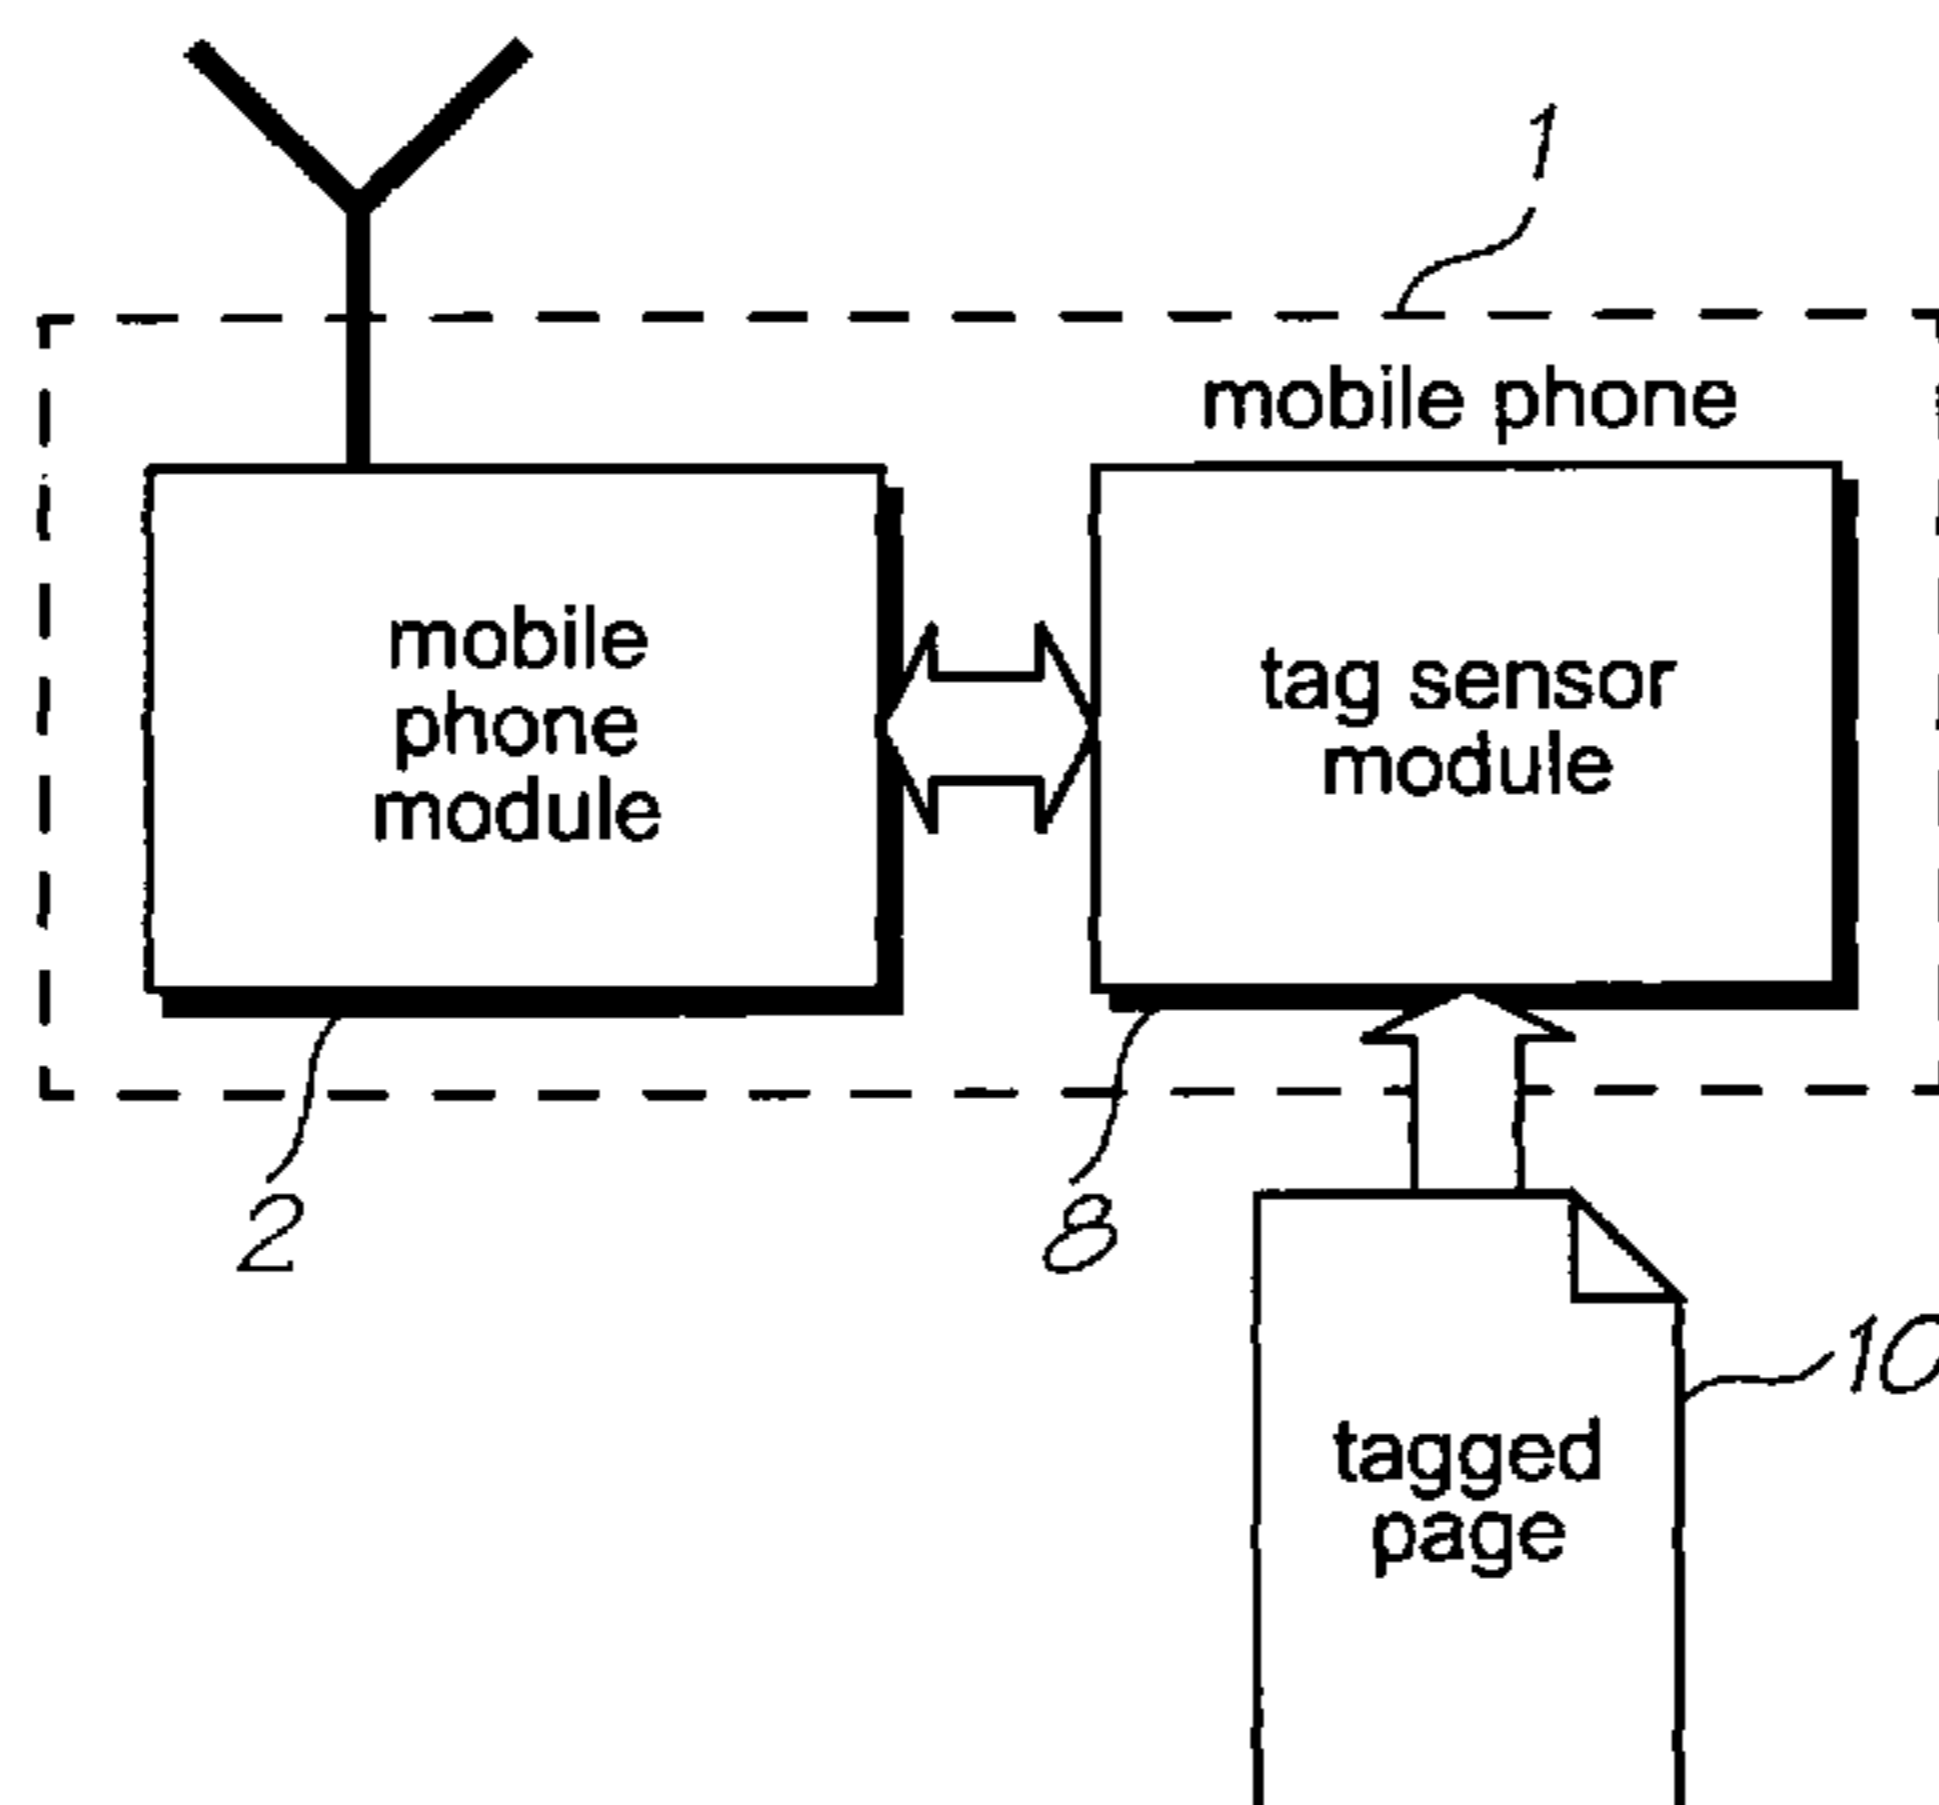 1
mobile phone
mobile
phone
module
tag sensor
module
2
8
10
tagged
page